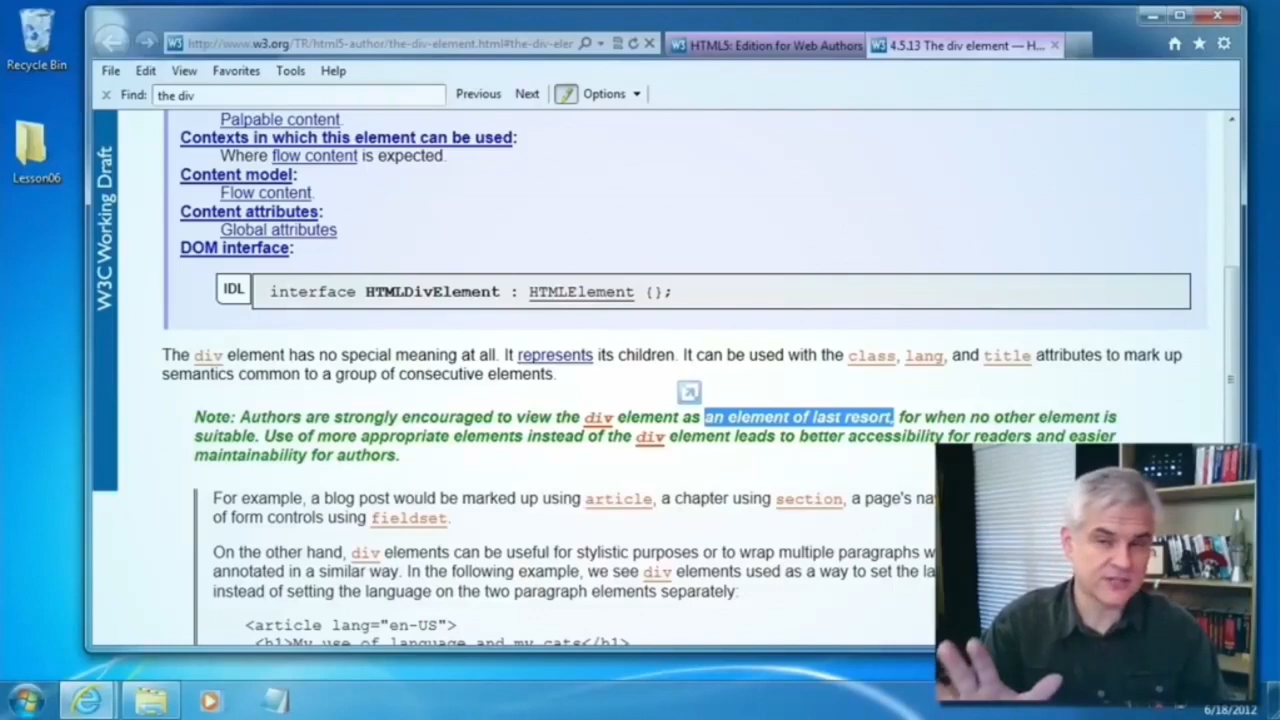 Recycle Bin
Lesson06
http://www.w3.org/TR/html5-author/the-div-element.html#the-div-eler
HTML5: Edition for Web Authors
4.5.13 The div element — H...
File Edit View Favorites Tools Help
Find: the div Previous Next Options
W3C Working Draft
Palpable content.
Contexts in which this element can be used:
Where flow content is expected.
Content model:
Flow content.
Content attributes:
Global attributes
DOM interface:
IDL
interface HTMLDivElement : HTMLElement {};
The div element has no special meaning at all. It represents its children. It can be used with the class, lang, and title attributes to mark up
semantics common to a group of consecutive elements.
Note: Authors are strongly encouraged to view the div element as an element of last resort, for when no other element is
suitable. Use of more appropriate elements instead of the div element leads to better accessibility for readers and easier
maintainability for authors.
For example, a blog post would be marked up using article, a chapter using section, a page's na
of form controls using fieldset.
On the other hand, div elements can be useful for stylistic purposes or to wrap multiple paragraphs w
annotated in a similar way. In the following example, we see div elements used as a way to set the la
instead of setting the language on the two paragraph elements separately:
<article lang="en-US">
<h1>My use of language and my cats</h1>
6/18/2012